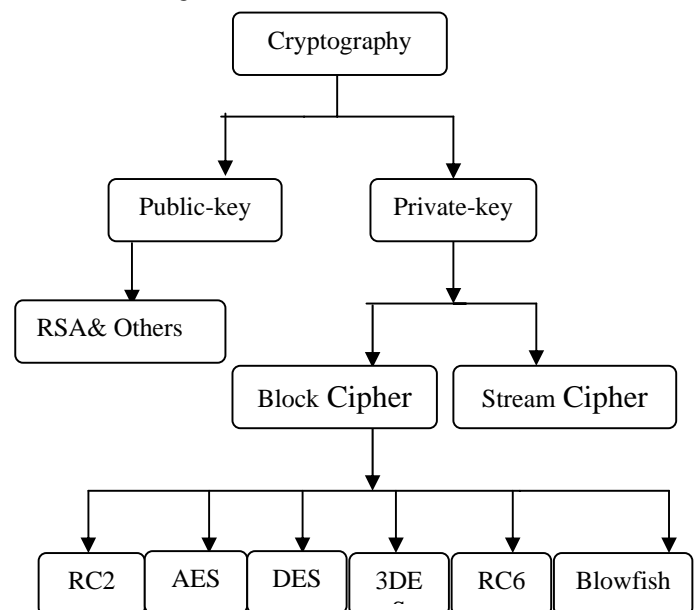 Cryptography
Public-key
Private-key
RSA& Others
Block Cipher
Stream Cipher
RC2
AES
DES
3DE
RC6
Blowfish